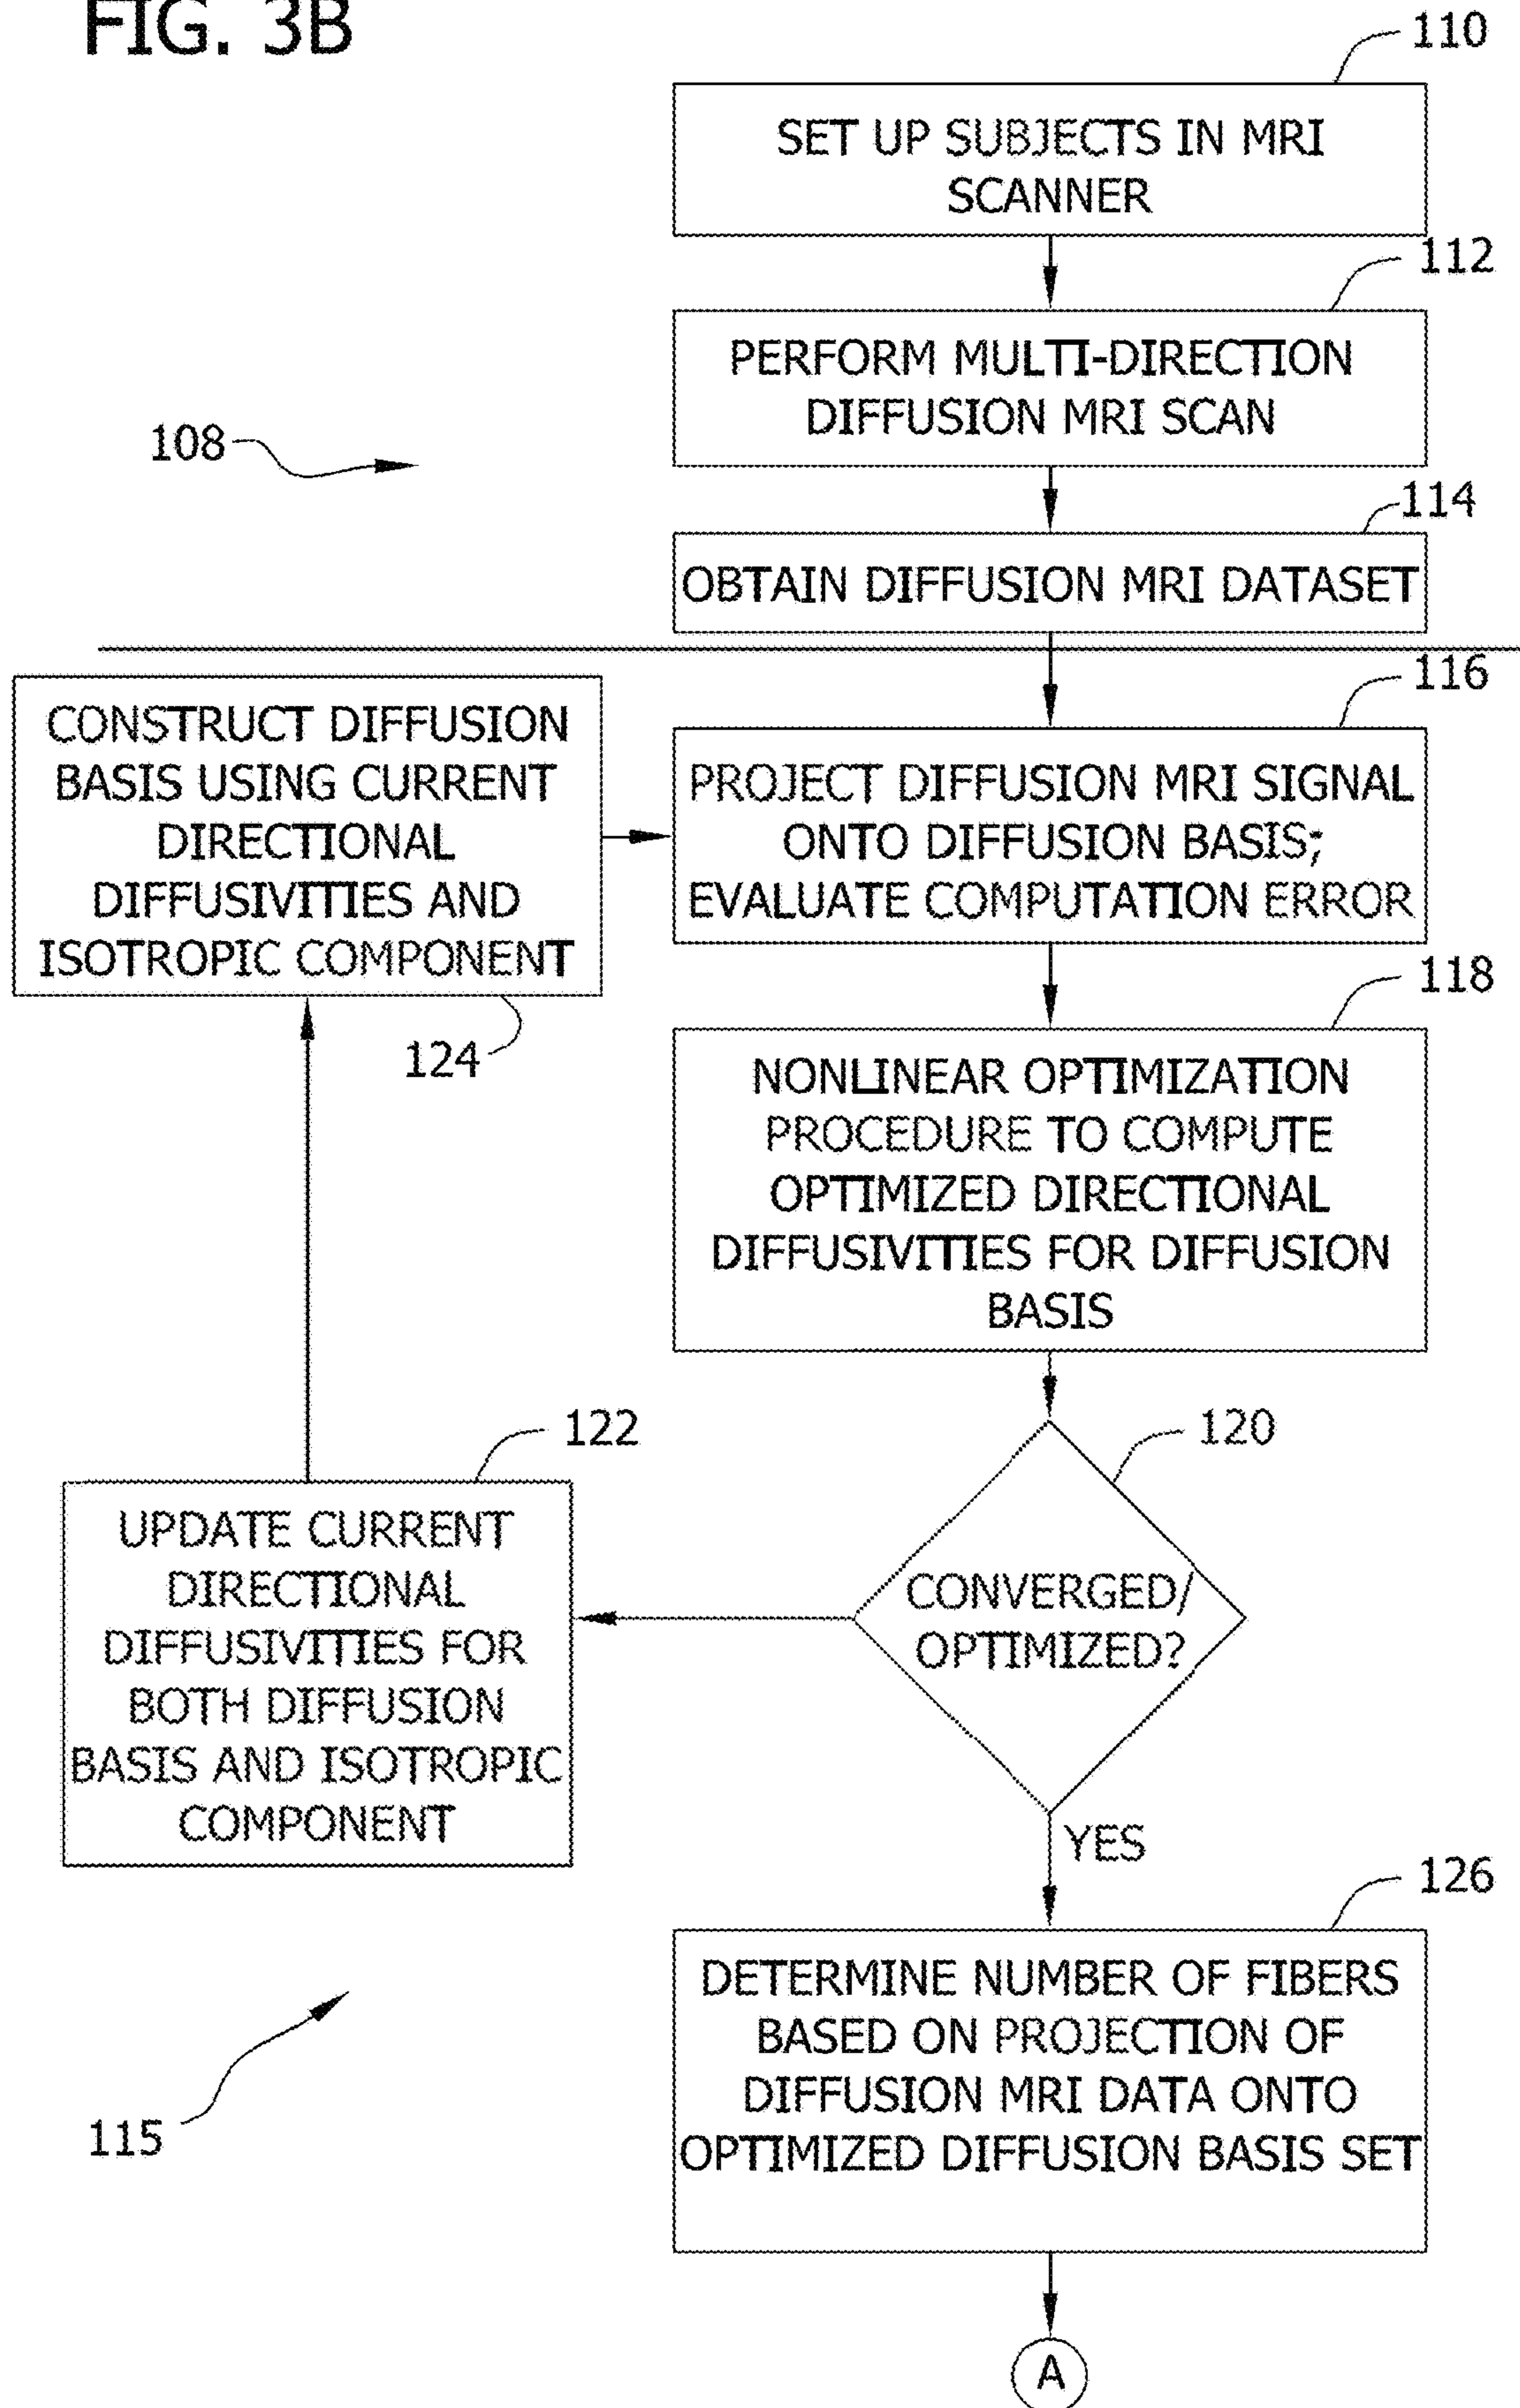 FIG. 3B
110
SET UP SUBJECTS IN MRI
SCANNER
112
PERFORM MULTI-DIRECTION
DIFFUSION MRI SCAN
108
114
OBTAIN DIFFUSION MRI DATASET
116
CONSTRUCT DIFFUSION
BASIS USING CURRENT
DIRECTIONAL
DIFFUSIVITIES AND
ISOTROPIC COMPONENT
124
PROJECT DIFFUSION MRI SIGNAL
ONTO DIFFUSION BASIS;
EVALUATE COMPUTATION ERROR
118
NONLINEAR OPTIMIZATION
PROCEDURE TO COMPUTE
OPTIMIZED DIRECTIONAL
DIFFUSIVITIES FOR DIFFUSION
BASIS
122
120
UPDATE CURRENT
DIRECTIONAL
DIFFUSIVITIES FOR
BOTH DIFFUSION
BASIS AND ISOTROPIC
COMPONENT
CONVERGED/
OPTIMIZED?
YES
126
DETERMINE NUMBER OF FIBERS
BASED ON PROJECTION OF
DIFFUSION MRI DATA ONTO
OPTIMIZED DIFFUSION BASIS SET
115
A